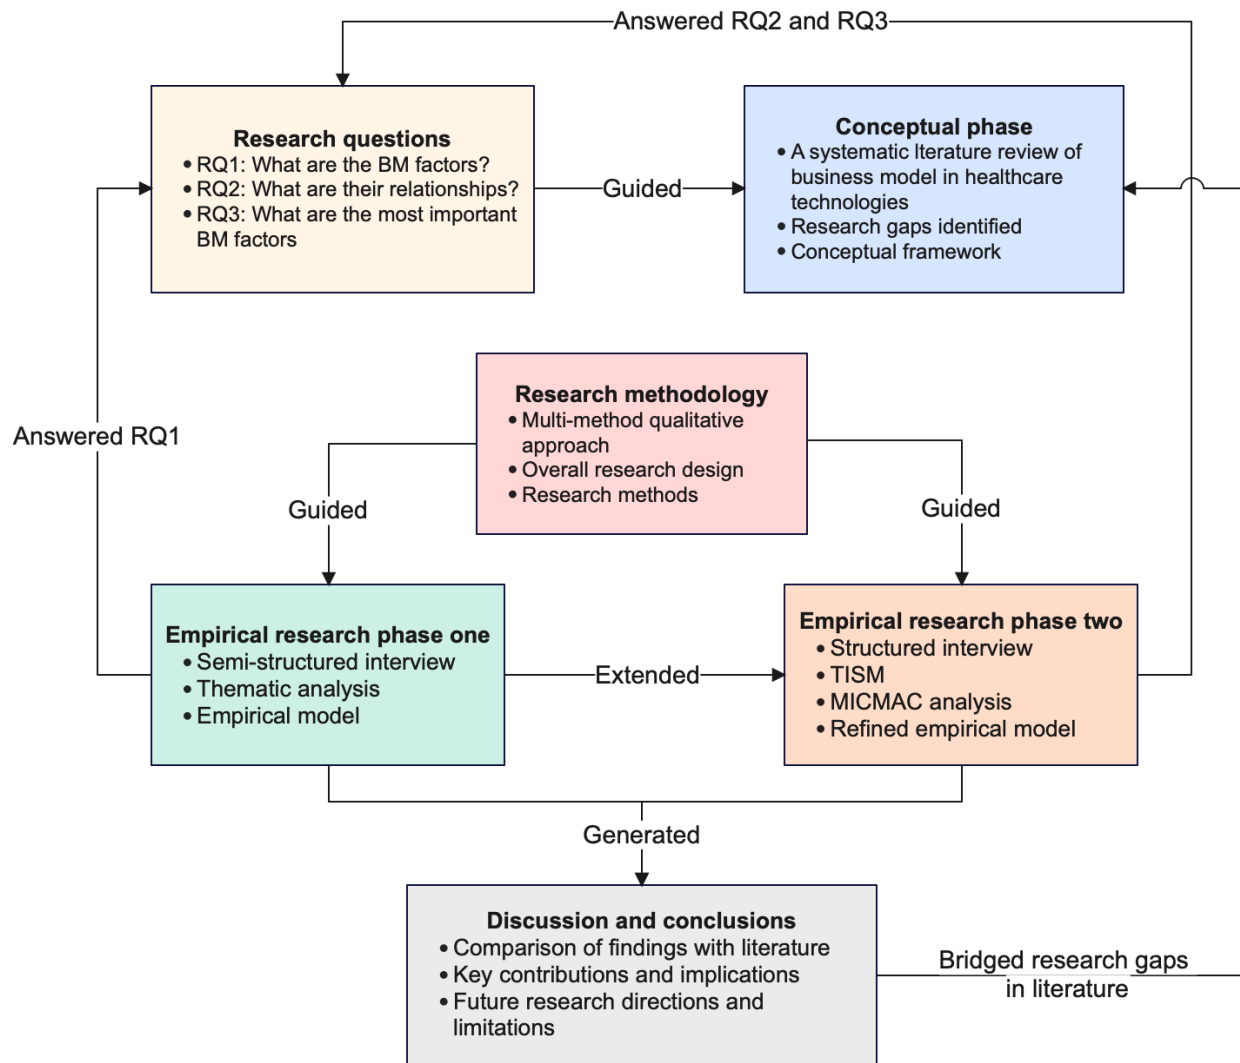 Answered RQ2 and RQ3
Research questions
• RQ1: What are the BM factors?
• RQ2: What are their relationships?
• RQ3: What are the most important
BM factors
Guided
Conceptual phase
• A systematic lterature review of
business model in healthcare
technologies
• Research gaps identified
• Conceptual framework
Answered RQ1
Research methodology
• Multi-method qualitative
approach
• Overall research design
• Research methods
Guided
Guided
Empirical research phase one
• Semi-structured interview
• Thematic analysis
• Empirical model
Extended
Empirical research phase two
• Structured interview
• TISM
• MICMAC analysis
• Refined empirical model
Generated
Discussion and conclusions
• Comparison of findings with literature
• Key contributions and implications
• Future research directions and
limitations
Bridged research gaps
in literature